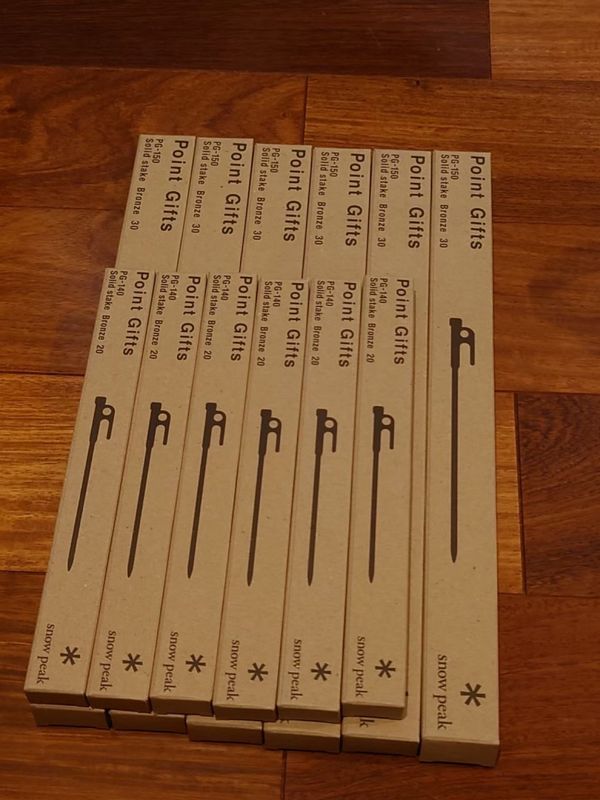 Point Gifts
PG-150
Solid stake Bronze 30
Point Gifts
PG-150
Solid stake Bronze 30
Point Gifts
PG-150
Solid stake Bronze 30
Point Gifts
PG-150
Solid stake Bronze 30
Point Gifts
PG-150
Solid stake Bronze 30
Point Gifts
PG-150
Solid stake Bronze 30
snow peak
Point Gifts
PG-140
Solid stake Bronze 20
snow peak
Point Gifts
PG-140
Solid stake Bronze 20
snow peak
Point Gifts
PG-140
Solid stake Bronze 20
snow peak
Point Gifts
PG-140
Solid stake Bronze 20
snow peak
Point Gifts
PG-140
Solid stake Bronze 20
snow peak
Point Gifts
PG-140
Solid stake Bronze 20
snow peak